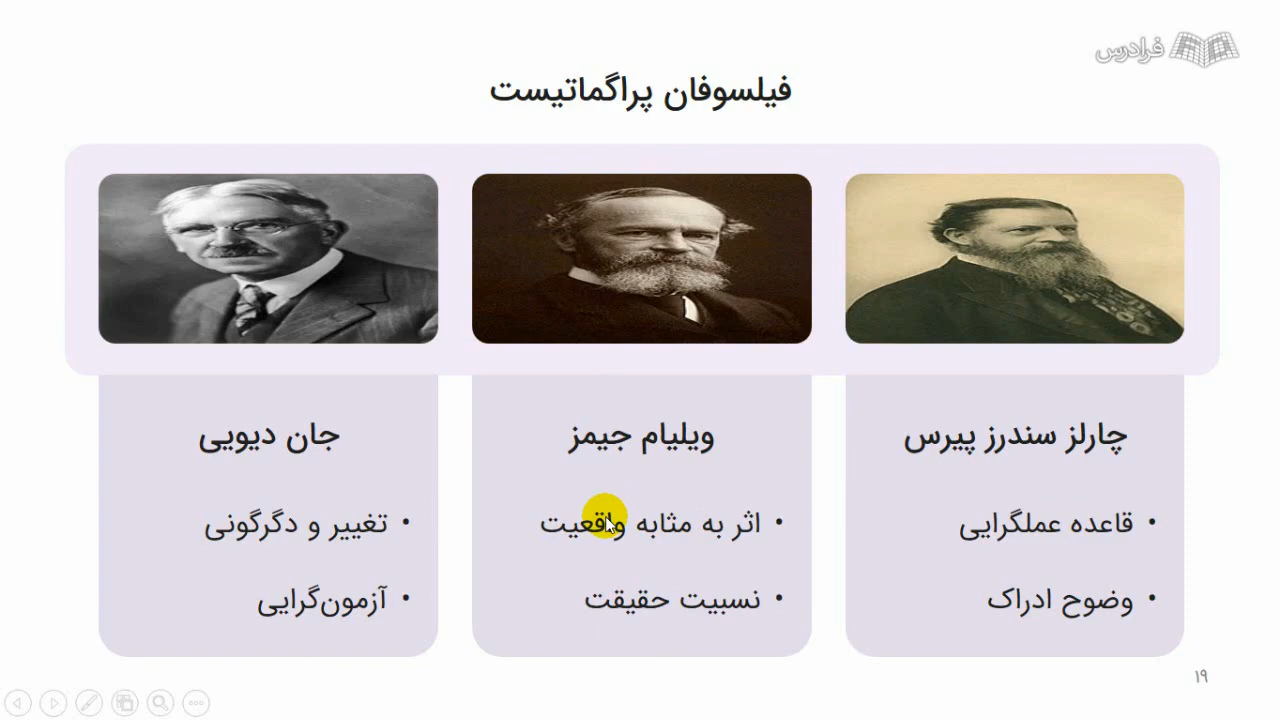 فرادرس
فیلسوفان پراگماتیست
چارلز سندرز پیرس
• قاعده عملگرایی
• وضوح ادراک
ویلیام جیمز
• اثر به مثابه واقعیت
• نسبیت حقیقت
جان دیویی
• تغییر و دگرگونی
• آزمون‌گرایی
۱۹